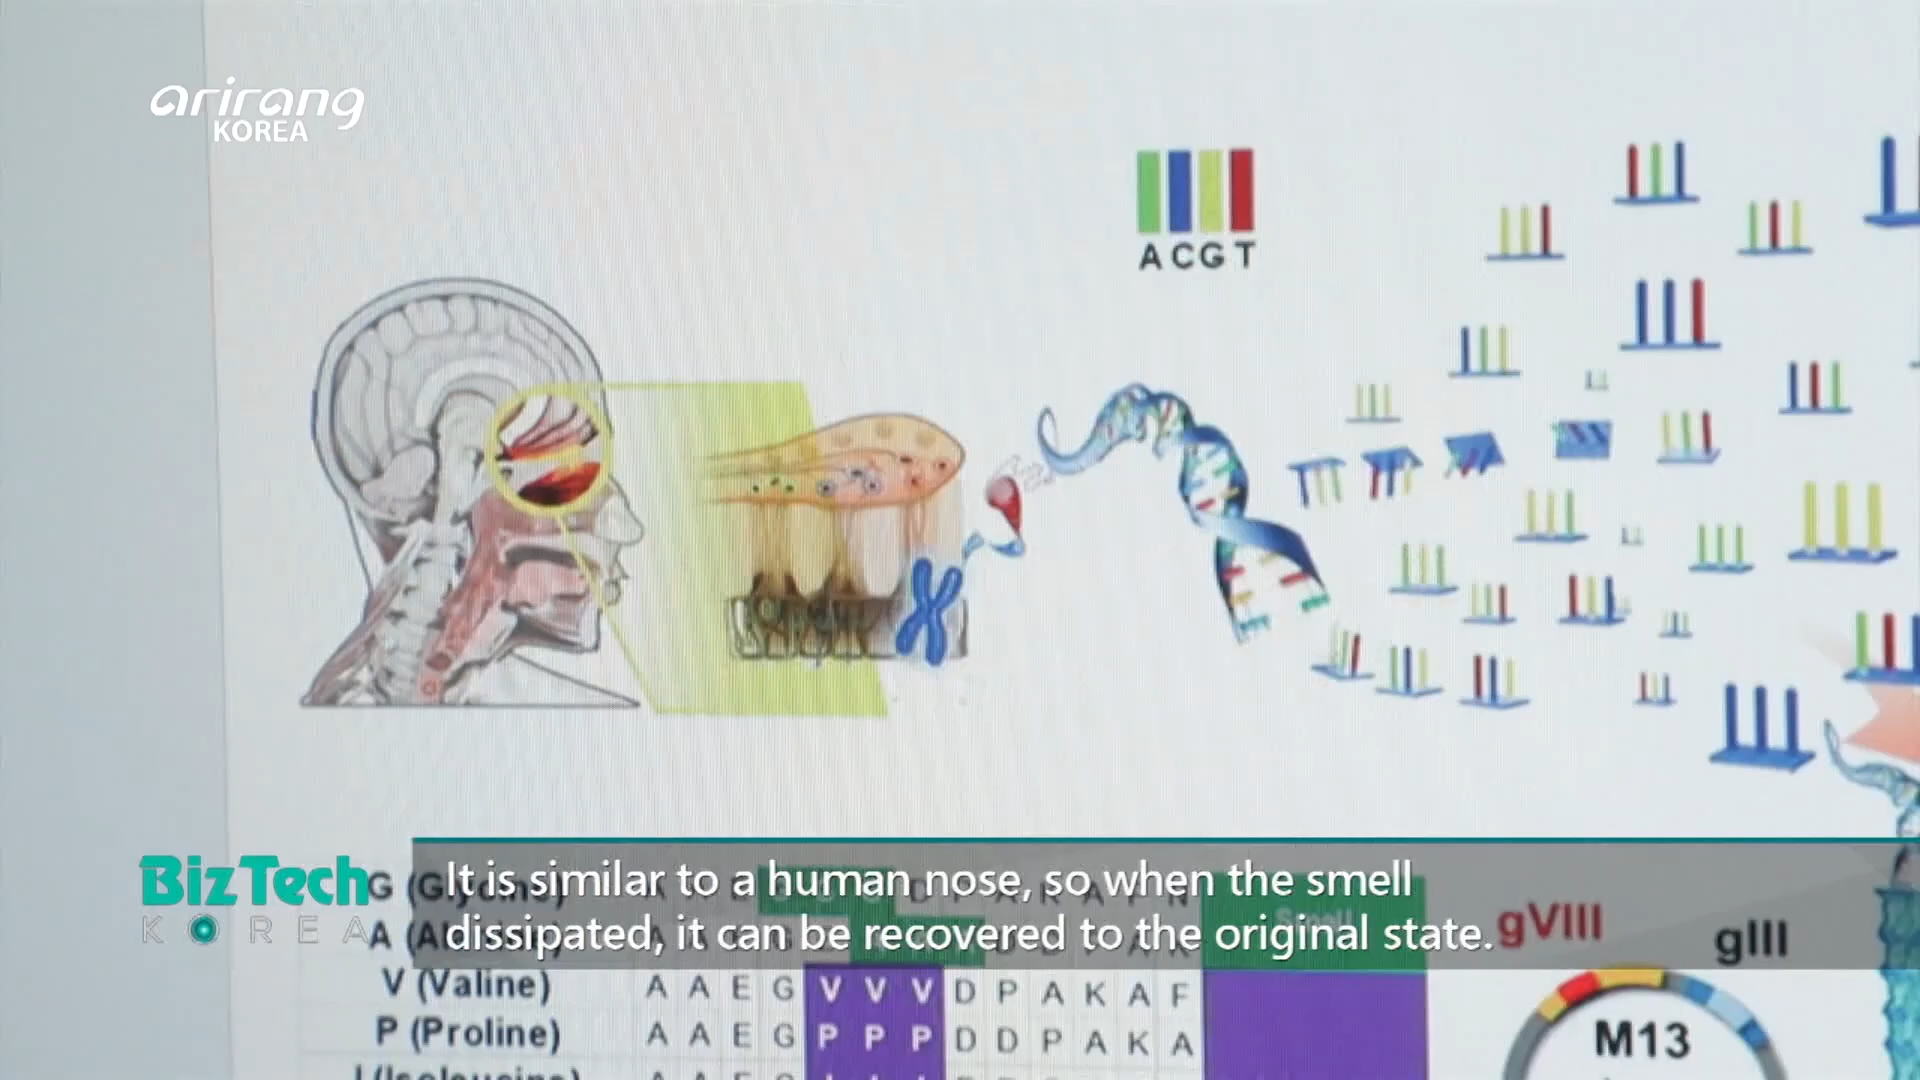 arirang
KOREA
A C G T
BizTech
KOREA
It is similar to a human nose, so when the smell
dissipated, it can be recovered to the original state.
gVIII
gIII
V (Valine) A A E G V V V D P A K A F
P (Proline) A A E G P P P D D P A K A
M13